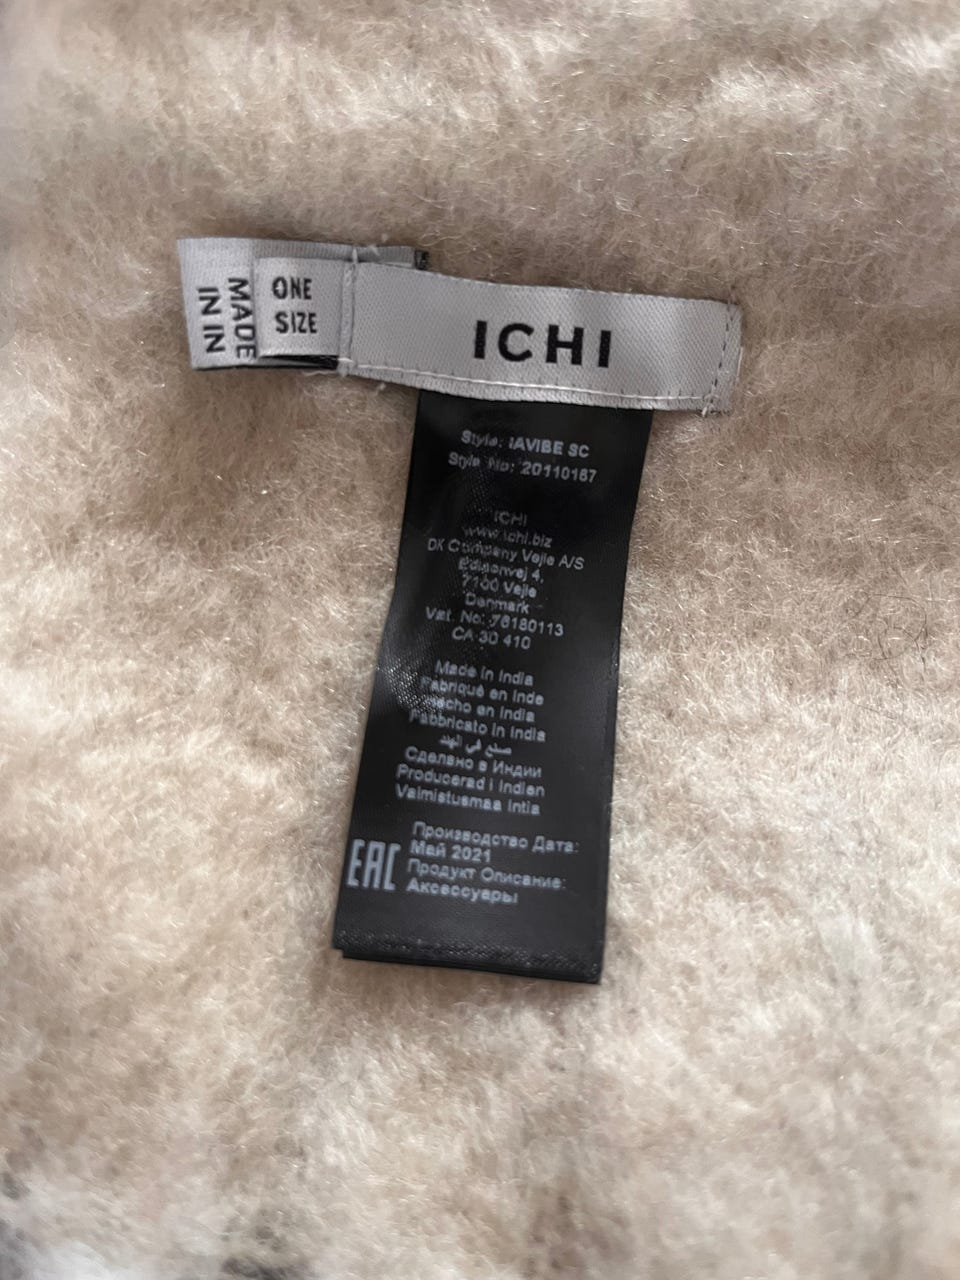 MADE
IN IN
ONE
SIZE
ICHI
Style: IAVIBE SC
Style No: 20110167
ICHI
www.ichi.biz
DK Company Vejle A/S
Edisonvej 4,
7100 Vejle
Denmark
Vat. No: 76180113
CA 30 410
Made in India
Fabriqué en Inde
Hecho en India
Fabbricato in India
صنع في الهند
Сделано в Индии
Producerad i Indien
Valmistusmaa Intia
EAC
Производство Дата:
Май 2021
Продукт Описание:
Аксессуары